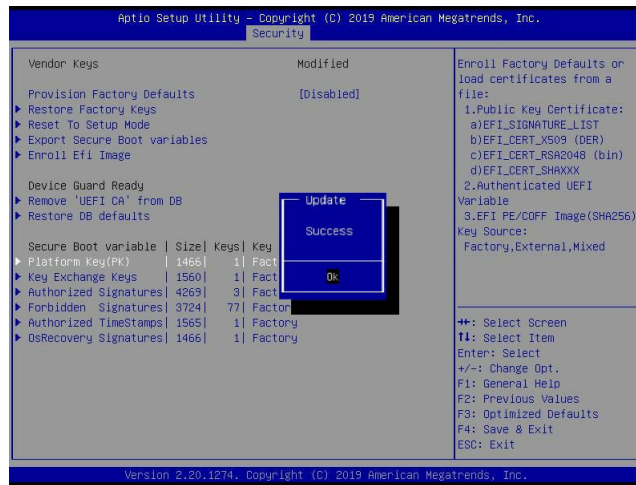 Aptio Setup Utility – Copyright (C) 2019 American Megatrends, Inc.
Security
Vendor Keys Modified
Provision Factory Defaults [Disabled]
Restore Factory Keys
Reset To Setup Mode
Export Secure Boot variables
Enroll Efi Image
Device Guard Ready
Remove 'UEFI CA' from DB
Restore DB defaults
Secure Boot variable | Size| Keys| Key
Platform Key(PK) | 1466| 1| Fact
Key Exchange Keys | 1560| 1| Fact
Authorized Signatures| 4269| 3| Fact
Forbidden Signatures| 3724| 77| Factor
Authorized TimeStamps| 1565| 1| Factory
OsRecovery Signatures| 1466| 1| Factory
Update
Success
Ok
Enroll Factory Defaults or
load certificates from a
file:
1.Public Key Certificate:
a)EFI_SIGNATURE_LIST
b)EFI_CERT_X509 (DER)
c)EFI_CERT_RSA2048 (bin)
d)EFI_CERT_SHAXXX
2.Authenticated UEFI
Variable
3.EFI PE/COFF Image(SHA256)
Key Source:
Factory,External,Mixed
→←: Select Screen
↑↓: Select Item
Enter: Select
+/-: Change Opt.
F1: General Help
F2: Previous Values
F3: Optimized Defaults
F4: Save & Exit
ESC: Exit
Version 2.20.1274. Copyright (C) 2019 American Megatrends, Inc.